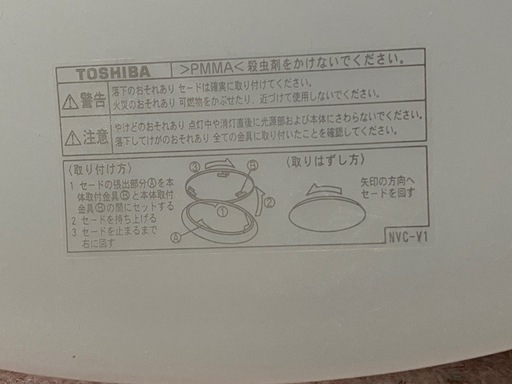 TOSHIBA >PMMA< 殺虫剤をかけないでください。
警告 落下のおそれあり セードは確実に取り付けてください。
火災のおそれあり 可燃物をかぶせたり、近づけて使用しないでください。
注意 やけどのおそれあり 点灯中や消灯直後に光源部および本体にさわらないでください。
落下してけがのおそれあり 全ての金具に取り付いたことを確認してください。
(取り付け方)
1 セードの張出部分Ⓐを本
体取付金具Ⓑと本体取付
金具Ⓑの間にセットする
2 セードを持ち上げる
3 セードを止まるまで
右に回す
③ Ⓑ
① ②
Ⓐ
(取りはずし方)
矢印の方向へ
セードを回す
NVC-V1